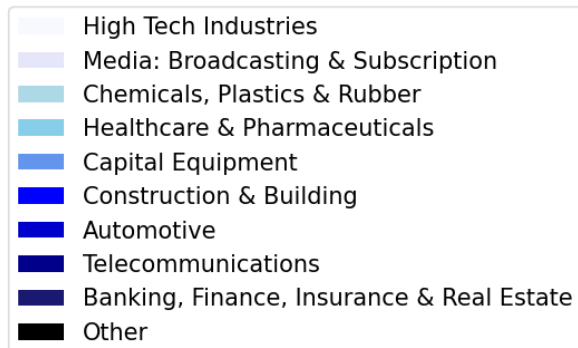 High Tech Industries
Media: Broadcasting & Subscription
Chemicals, Plastics & Rubber
Healthcare & Pharmaceuticals
Capital Equipment
Construction & Building
Automotive
Telecommunications
Banking, Finance, Insurance & Real Estate
Other